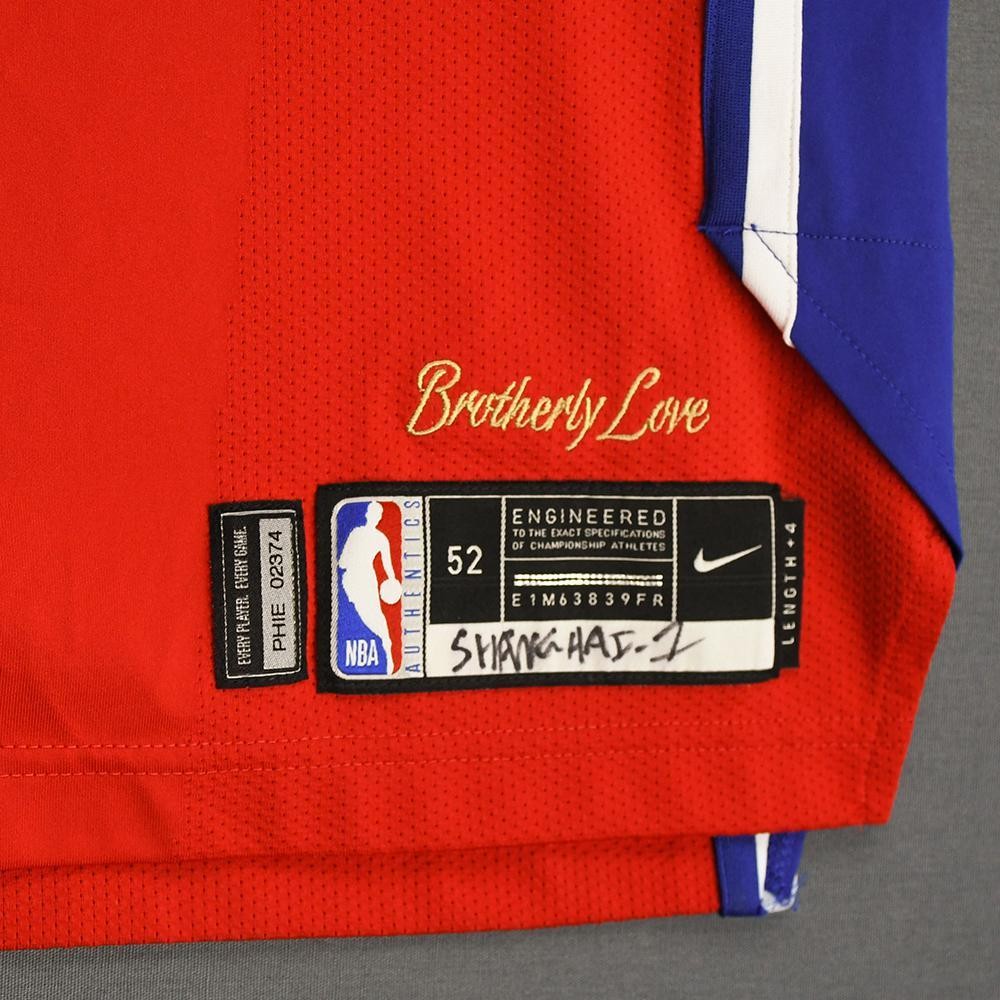 Brotherly Love
EVERY PLAYER. EVERY GAME.
PHIE 02374
NBA
AUTHENTICS
52
ENGINEERED
TO THE EXACT SPECIFICATIONS
OF CHAMPIONSHIP ATHLETES
E1M63839FR
SHANGHAI-1
LENGTH+4